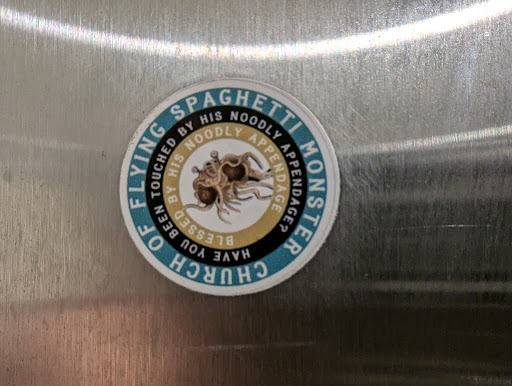 CHURCH OF FLYING SPAGHETTI MONSTER
HAVE YOU BEEN TOUCHED BY HIS NOODLY APPENDAGE?
BLESSED BY HIS NOODLY APPENDAGE